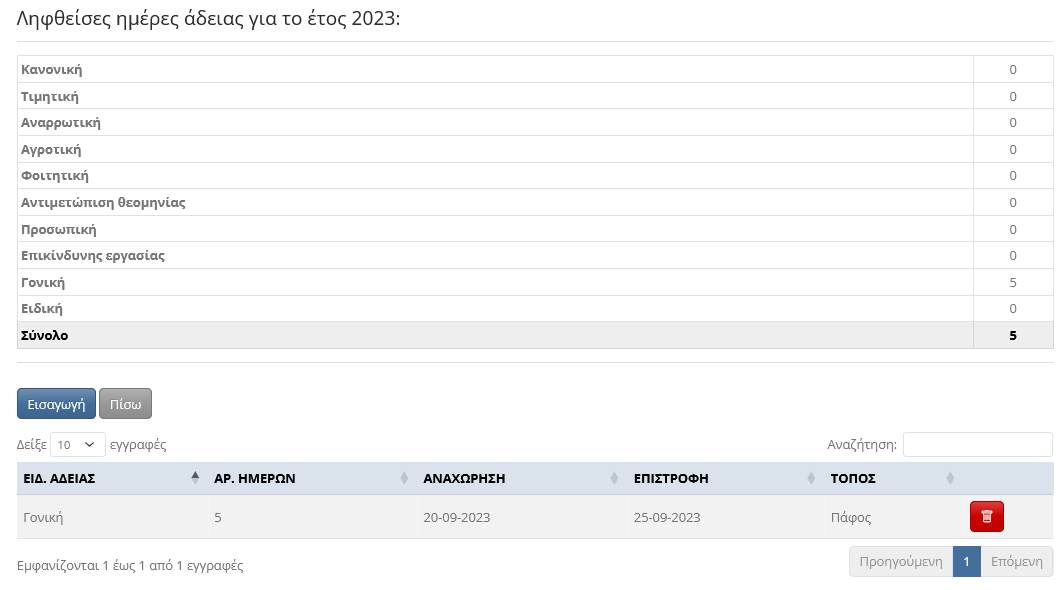 Ληφθείσες ημέρες άδειας για το έτος 2023:
Κανονική 0
Τιμητική 0
Αναρρωτική 0
Αγροτική 0
Φοιτητική 0
Αντιμετώπιση θεομηνίας 0
Προσωπική 0
Επικίνδυνης εργασίας 0
Γονική 5
Ειδική 0
Σύνολο 5
Εισαγωγή Πίσω
Δείξε 10 εγγραφές Αναζήτηση:
ΕΙΔ. ΑΔΕΙΑΣ ΑΡ. ΗΜΕΡΩΝ ΑΝΑΧΩΡΗΣΗ ΕΠΙΣΤΡΟΦΗ ΤΟΠΟΣ
Γονική 5 20-09-2023 25-09-2023 Πάφος
Εμφανίζονται 1 έως 1 από 1 εγγραφές Προηγούμενη 1 Επόμενη